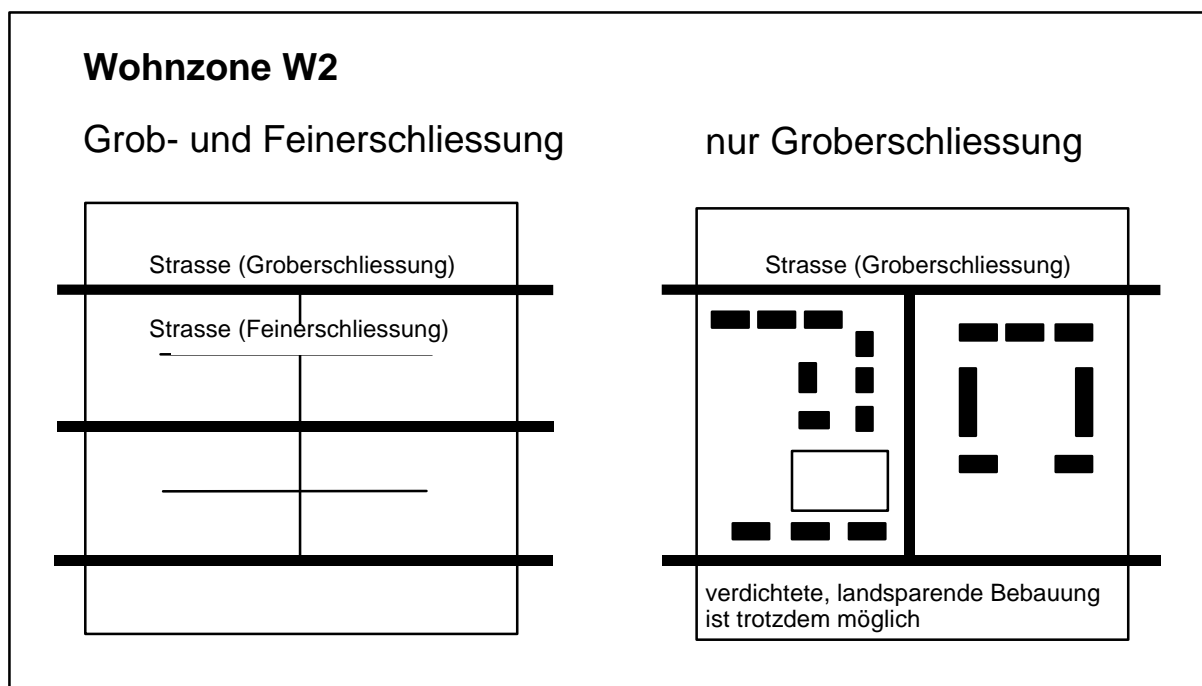 Wohnzone W2
Grob- und Feinerschliessung
nur Groberschliessung
Strasse (Groberschliessung)
Strasse (Feinerschliessung)
Strasse (Groberschliessung)
verdichtete, landsparende Bebauung
ist trotzdem möglich